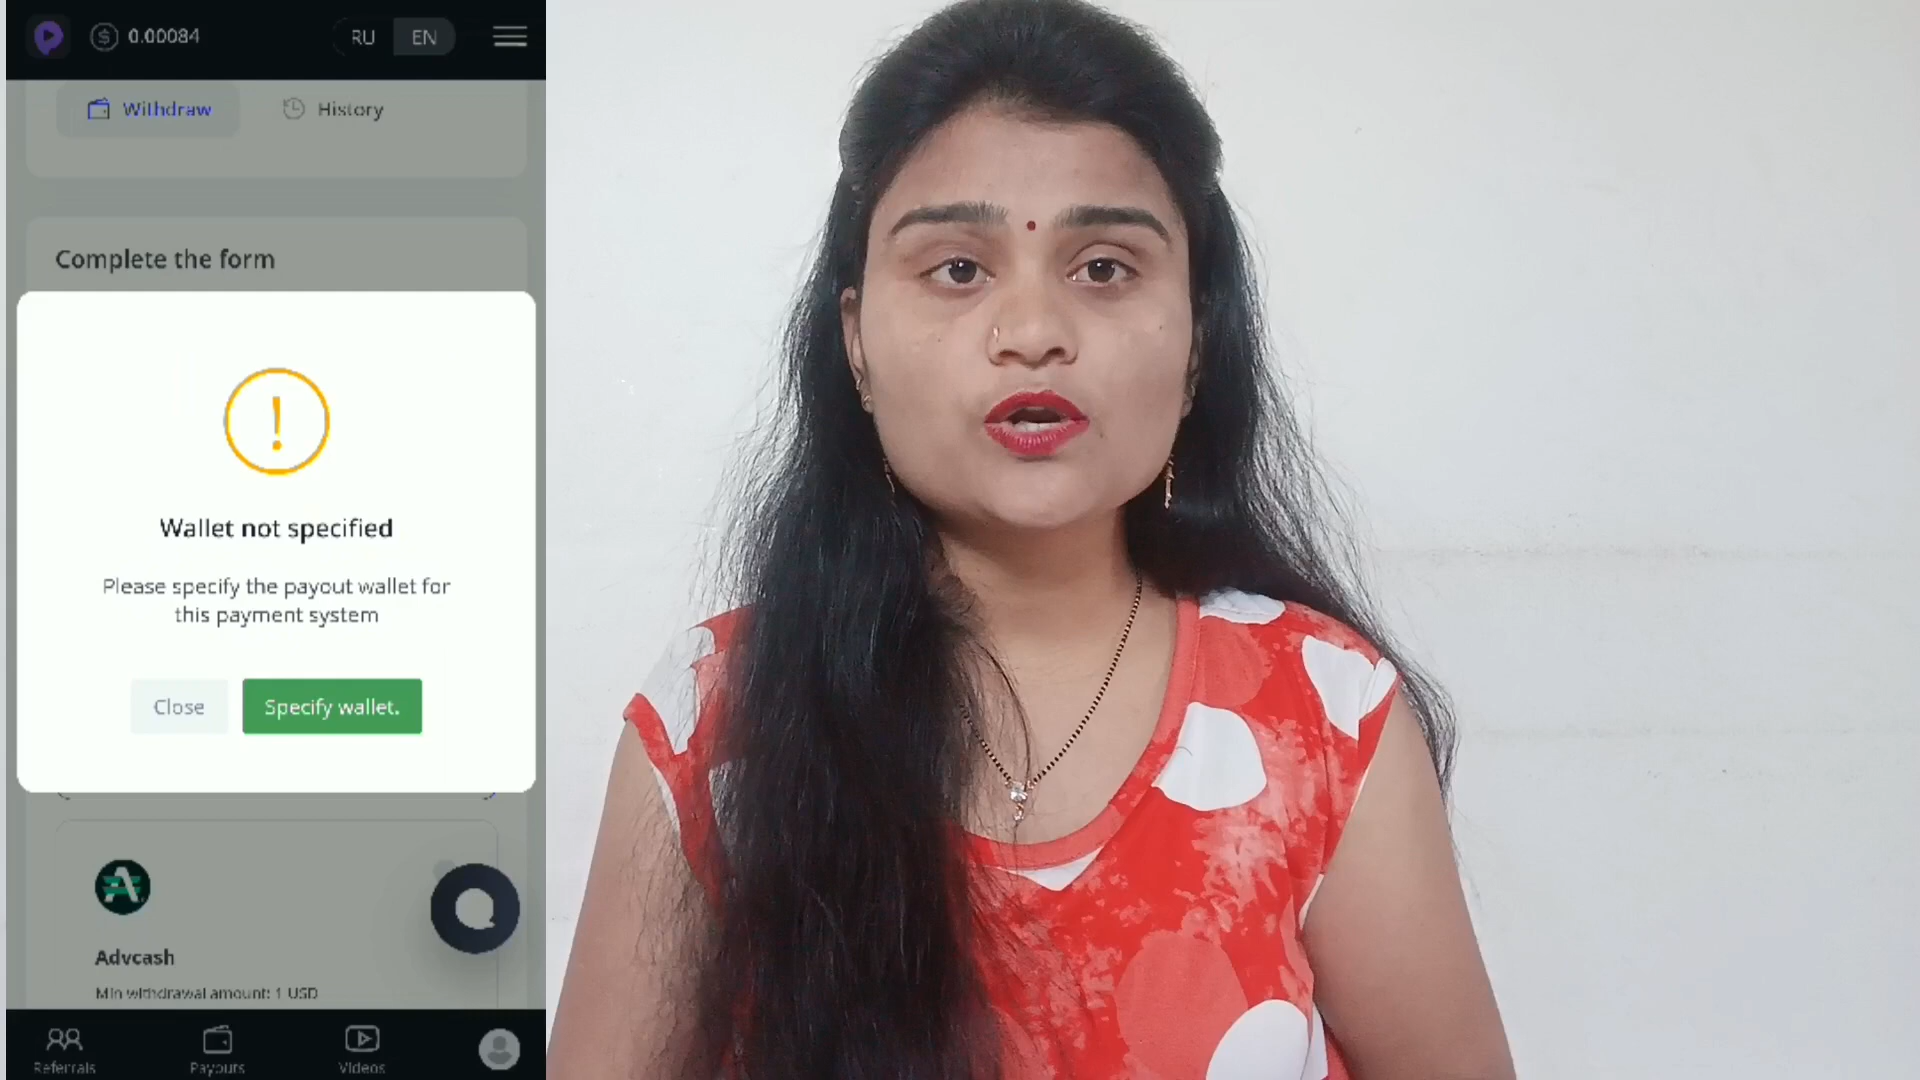 0.00084
RU
EN
Withdraw
History
Complete the form
Wallet not specified
Please specify the payout wallet for
this payment system
Close
Specify wallet.
Advcash
Min withdrawal amount: 1 USD
Referrals
Payouts
Videos